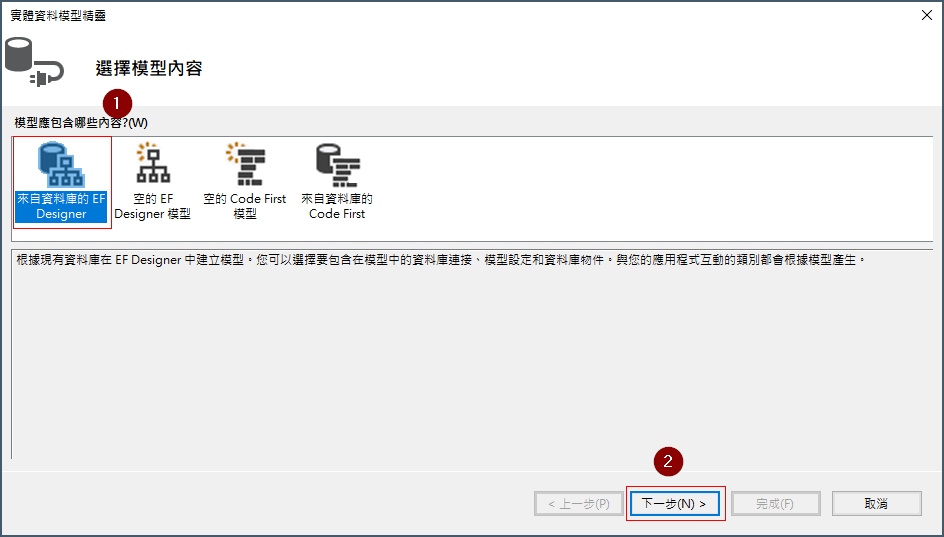 實體資料模型精靈
選擇模型內容
1
模型應包含哪些內容?(W)
來自資料庫的 EF
Designer
空的 EF
Designer 模型
空的 Code First
模型
來自資料庫的
Code First
根據現有資料庫在 EF Designer 中建立模型。您可以選擇要包含在模型中的資料庫連接、模型設定和資料庫物件。與您的應用程式互動的類別都會根據模型產生。
2
< 上一步(P)
下一步(N) >
完成(F)
取消